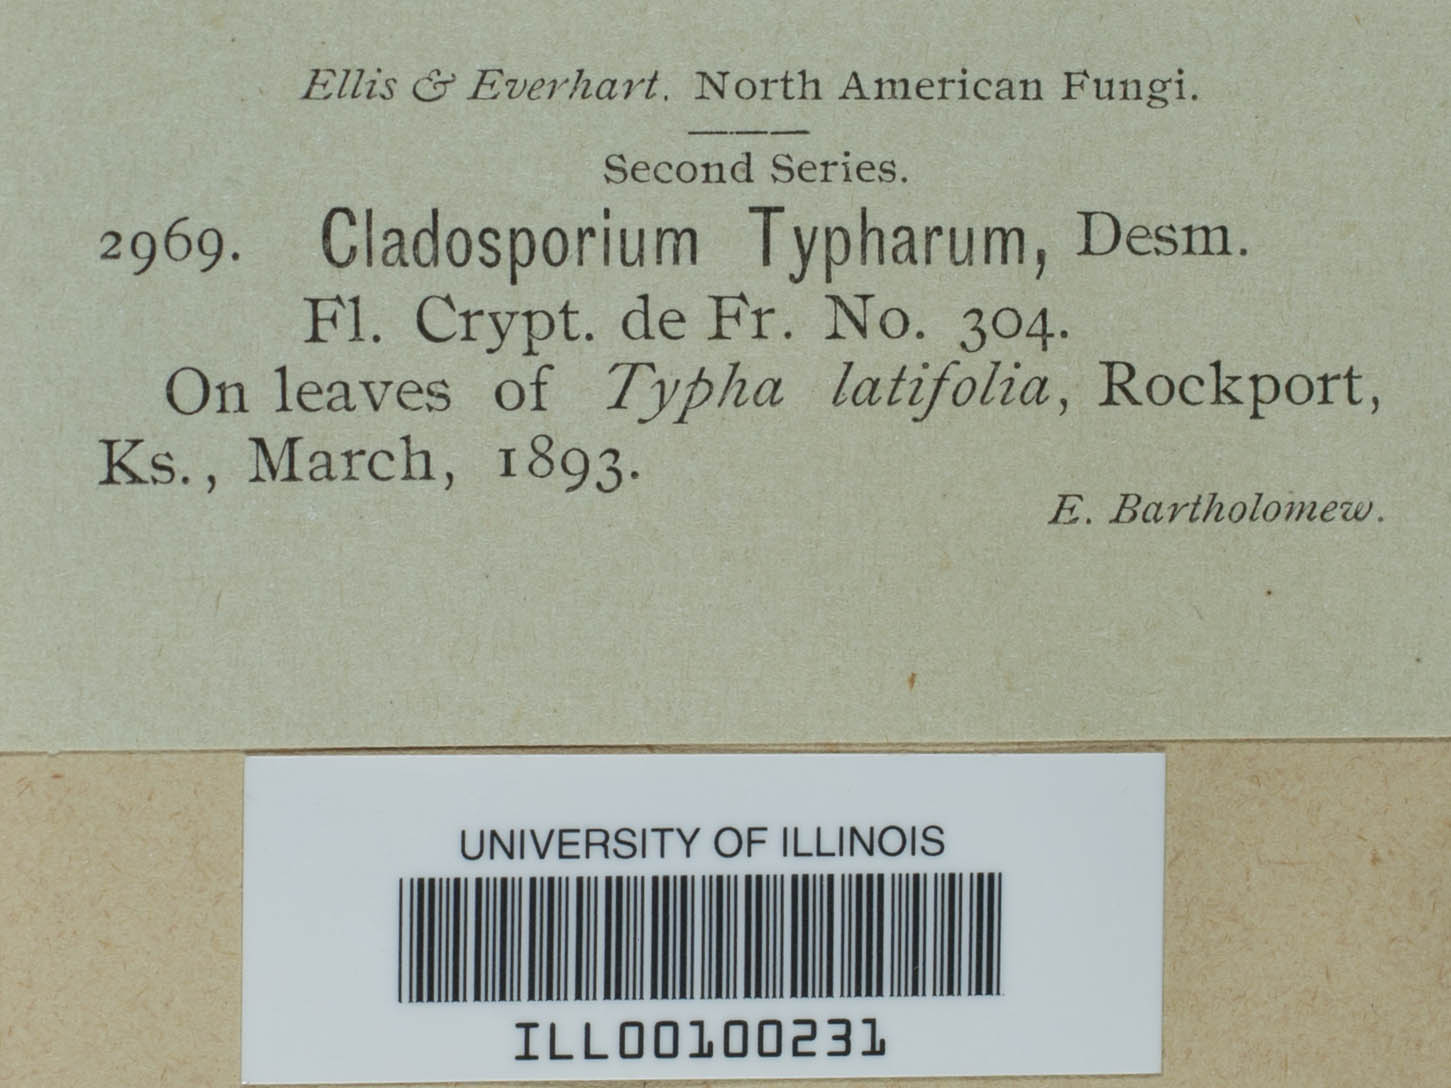 Ellis & Everhart. North American Fungi.
Second Series.
2969. Cladosporium Typharum, Desm.
Fl. Crypt. de Fr. No. 304.
On leaves of Typha latifolia, Rockport,
Ks., March, 1893.
E. Bartholomew.
UNIVERSITY OF ILLINOIS
ILL00100231